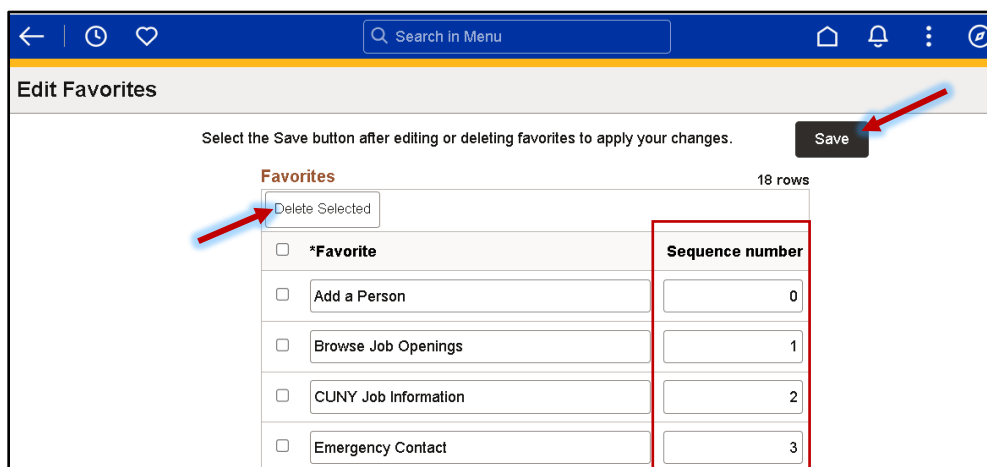 Search in Menu
Edit Favorites
Select the Save button after editing or deleting favorites to apply your changes.
Save
Favorites
18 rows
Delete Selected
*Favorite
Sequence number
Add a Person
0
Browse Job Openings
1
CUNY Job Information
2
Emergency Contact
3